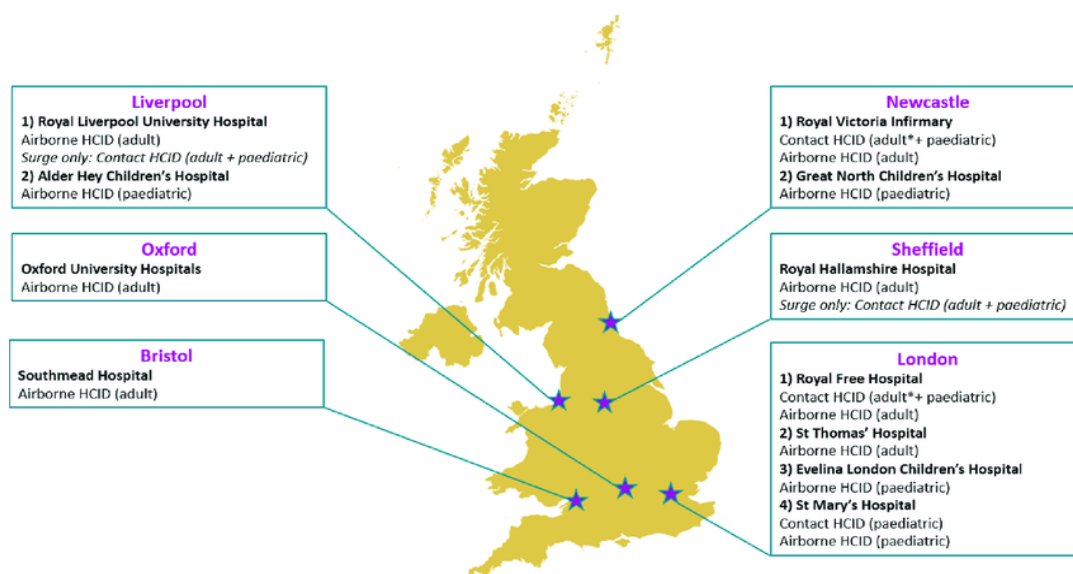 Liverpool
1) Royal Liverpool University Hospital
Airborne HCID (adult)
Surge only: Contact HCID (adult + paediatric)
2) Alder Hey Children's Hospital
Airborne HCID (paediatric)
Oxford
Oxford University Hospitals
Airborne HCID (adult)
Bristol
Southmead Hospital
Airborne HCID (adult)
Newcastle
1) Royal Victoria Infirmary
Contact HCID (adult*+ paediatric)
Airborne HCID (adult)
2) Great North Children's Hospital
Airborne HCID (paediatric)
Sheffield
Royal Hallamshire Hospital
Airborne HCID (adult)
Surge only: Contact HCID (adult + paediatric)
London
1) Royal Free Hospital
Contact HCID (adult*+ paediatric)
Airborne HCID (adult)
2) St Thomas' Hospital
Airborne HCID (adult)
3) Evelina London Children's Hospital
Airborne HCID (paediatric)
4) St Mary's Hospital
Contact HCID (paediatric)
Airborne HCID (paediatric)